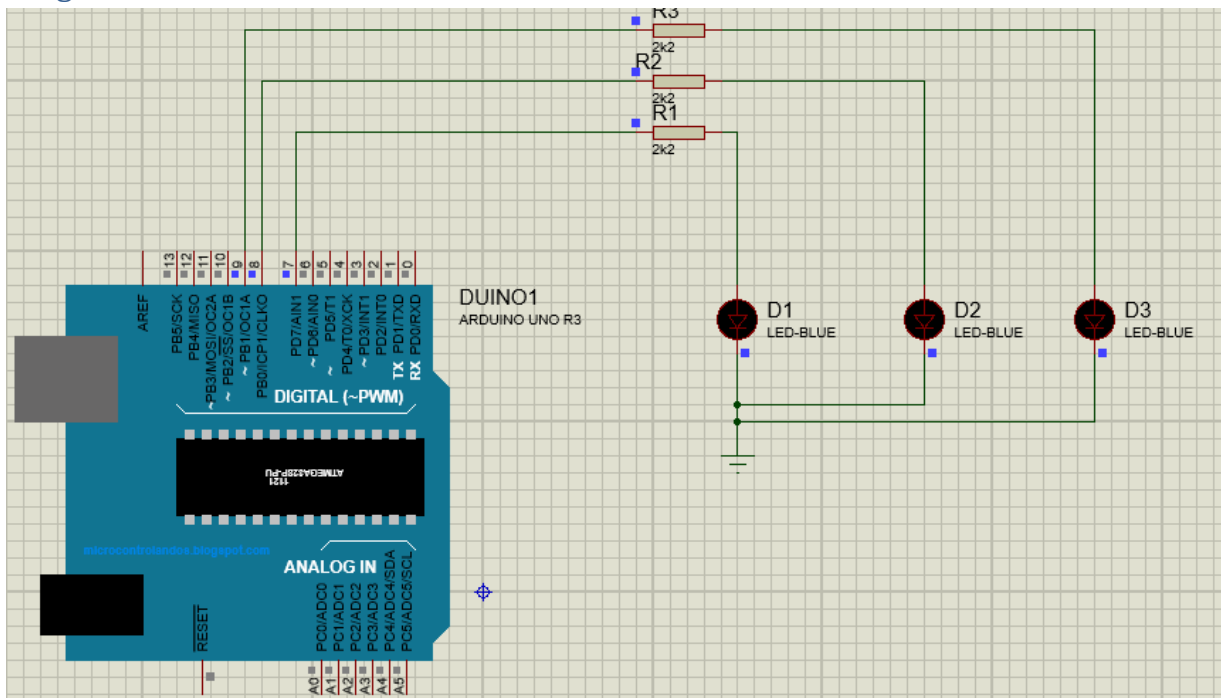 R3
2k2
R2
2k2
R1
2k2
13
12
11
10
9
8
7
6
5
4
3
2
1
0
DUINO1
ARDUINO UNO R3
AREF
PB5/SCK
PB4/MISO
~PB3/MOSI/OC2A
~ PB2/SS/OC1B
~ PB1/OC1A
PB0/ICP1/CLKO
PD7/AIN1
~ PD6/AIN0
~ PD5/T1
PD4/T0/XCK
~ PD3/INT1
PD2/INT0
TX PD1/TXD
RX PD0/RXD
DIGITAL (~PWM)
D1
LED-BLUE
D2
LED-BLUE
D3
LED-BLUE
ATMEGA328P-PU
1121
microcontrolandos.blogspot.com
ANALOG IN
RESET
PC0/ADC0
PC1/ADC1
PC2/ADC2
PC3/ADC3
PC4/ADC4/SDA
PC5/ADC5/SCL
A0
A1
A2
A3
A4
A5